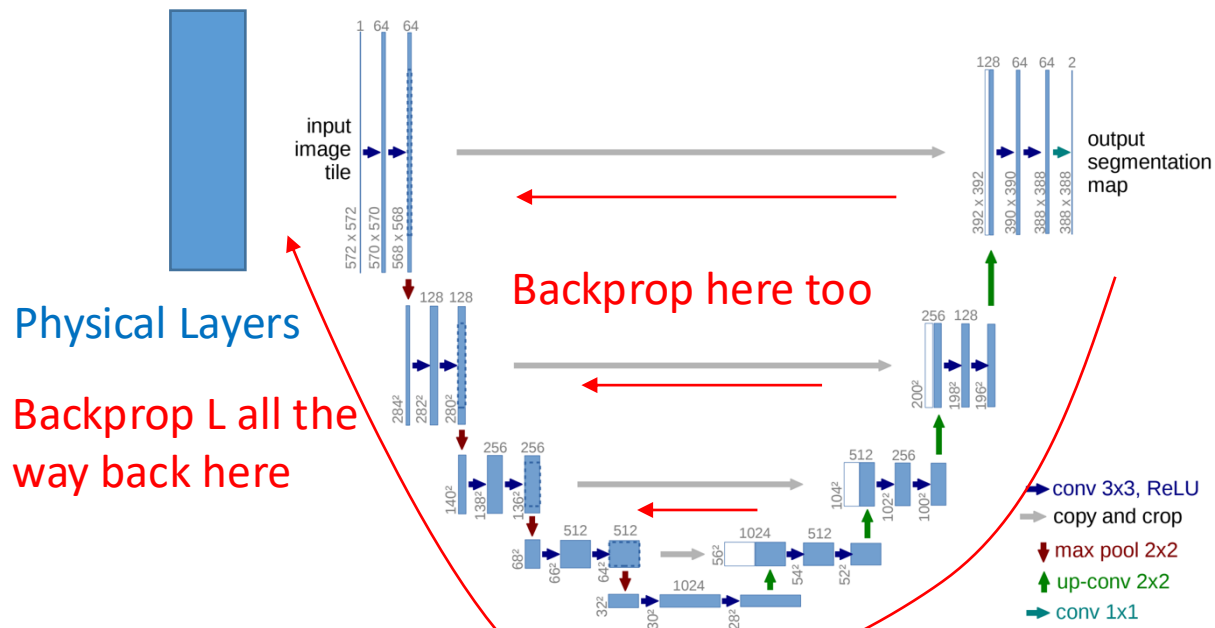 1 64 64
128 64 64 2
input
image
tile
output
segmentation
map
572 x 572
570 x 570
568 x 568
392 x 392
390 x 390
388 x 388
388 x 388
Backprop here too
Physical Layers
128 128
256 128
284²
282²
280²
200²
198²
196²
Backprop L all the
way back here
256 256
512 256
140²
138²
136²
104²
102²
100²
conv 3x3, ReLU
copy and crop
max pool 2x2
up-conv 2x2
conv 1x1
512 512
1024 512
68²
66²
64²
56²
54²
52²
1024
32²
30²
28²